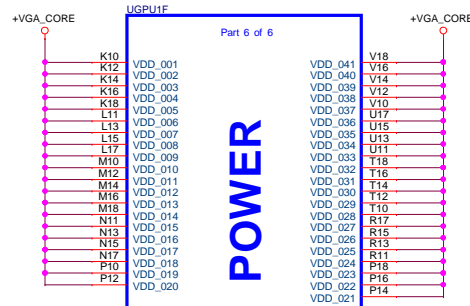 UGPU1F
+VGA_CORE
+VGA_CORE
Part 6 of 6
K10 VDD_001
K12 VDD_002
K14 VDD_003
K16 VDD_004
K18 VDD_005
L11 VDD_006
L13 VDD_007
L15 VDD_008
L17 VDD_009
M10 VDD_010
M12 VDD_011
M14 VDD_012
M16 VDD_013
M18 VDD_014
N11 VDD_015
N13 VDD_016
N15 VDD_017
N17 VDD_018
P10 VDD_019
P12 VDD_020
POWER
VDD_041 V18
VDD_040 V16
VDD_039 V14
VDD_038 V12
VDD_037 V10
VDD_036 U17
VDD_035 U15
VDD_034 U13
VDD_033 U11
VDD_032 T18
VDD_031 T16
VDD_030 T14
VDD_029 T12
VDD_028 T10
VDD_027 R17
VDD_026 R15
VDD_025 R13
VDD_024 R11
VDD_023 P18
VDD_022 P16
VDD_021 P14